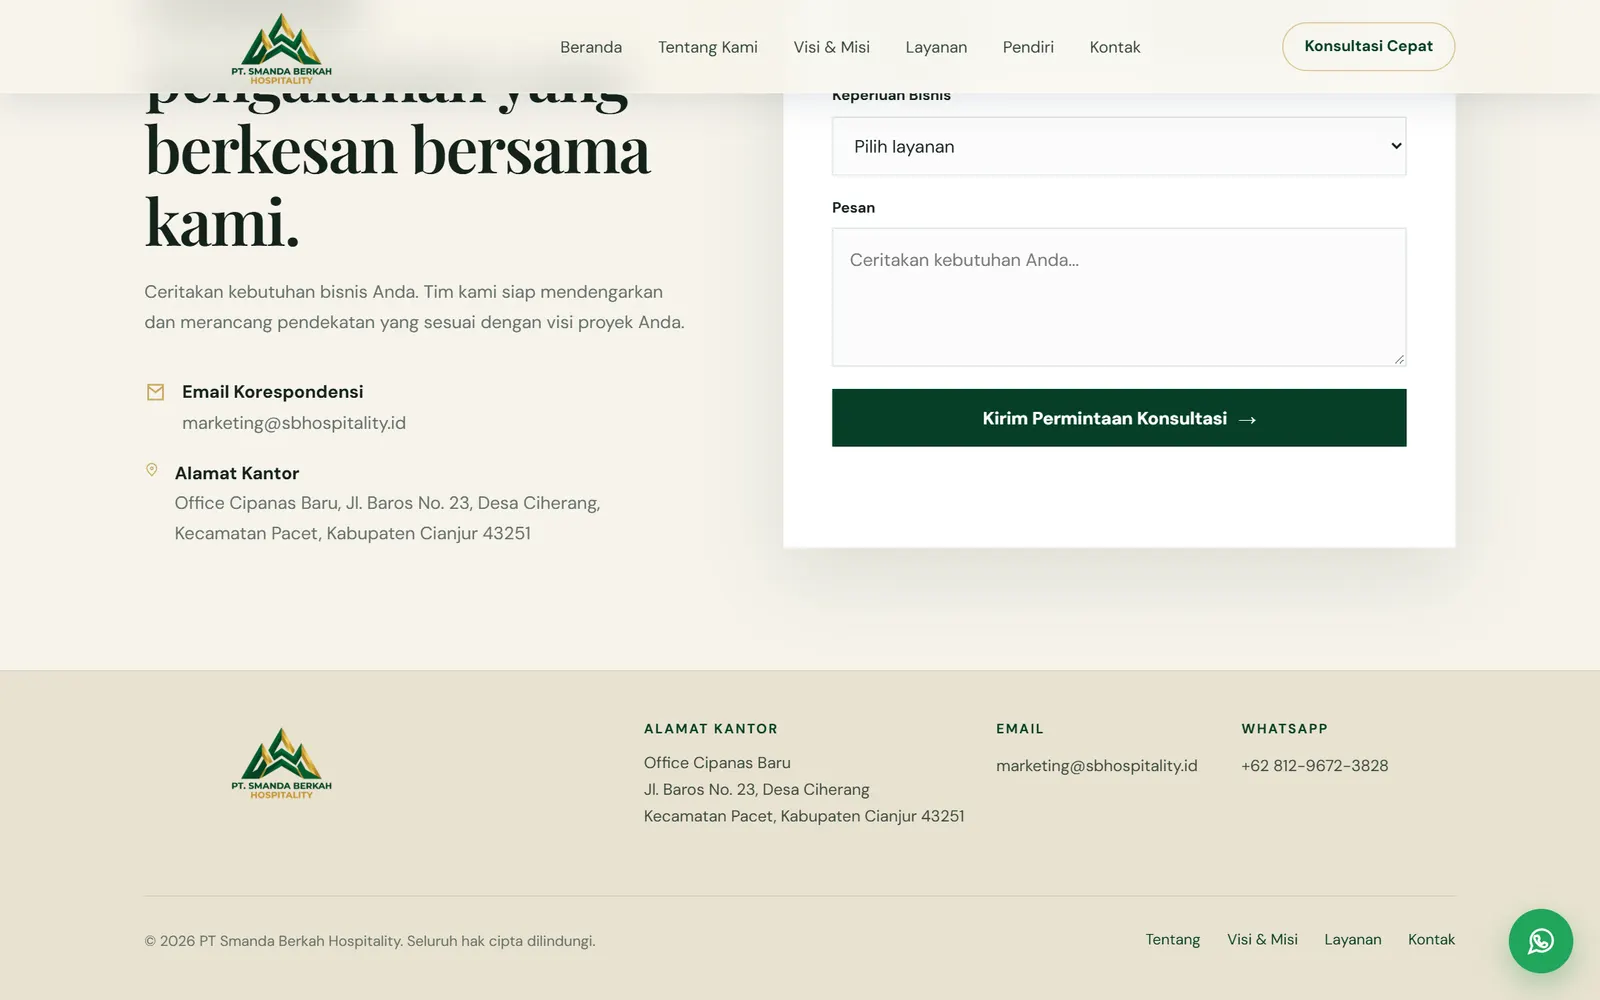 PT. SMANDA BERKAH
HOSPITALITY
Beranda
Tentang Kami
Visi & Misi
Layanan
Pendiri
Kontak
Konsultasi Cepat
pengalaman yang
berkesan bersama
kami.
Ceritakan kebutuhan bisnis Anda. Tim kami siap mendengarkan
dan merancang pendekatan yang sesuai dengan visi proyek Anda.
Email Korespondensi
marketing@sbhospitality.id
Alamat Kantor
Office Cipanas Baru, Jl. Baros No. 23, Desa Ciherang,
Kecamatan Pacet, Kabupaten Cianjur 43251
Keperluan Bisnis
Pilih layanan
Pesan
Ceritakan kebutuhan Anda...
Kirim Permintaan Konsultasi →
PT. SMANDA BERKAH
HOSPITALITY
ALAMAT KANTOR
Office Cipanas Baru
Jl. Baros No. 23, Desa Ciherang
Kecamatan Pacet, Kabupaten Cianjur 43251
EMAIL
marketing@sbhospitality.id
WHATSAPP
+62 812-9672-3828
© 2026 PT Smanda Berkah Hospitality. Seluruh hak cipta dilindungi.
Tentang
Visi & Misi
Layanan
Kontak